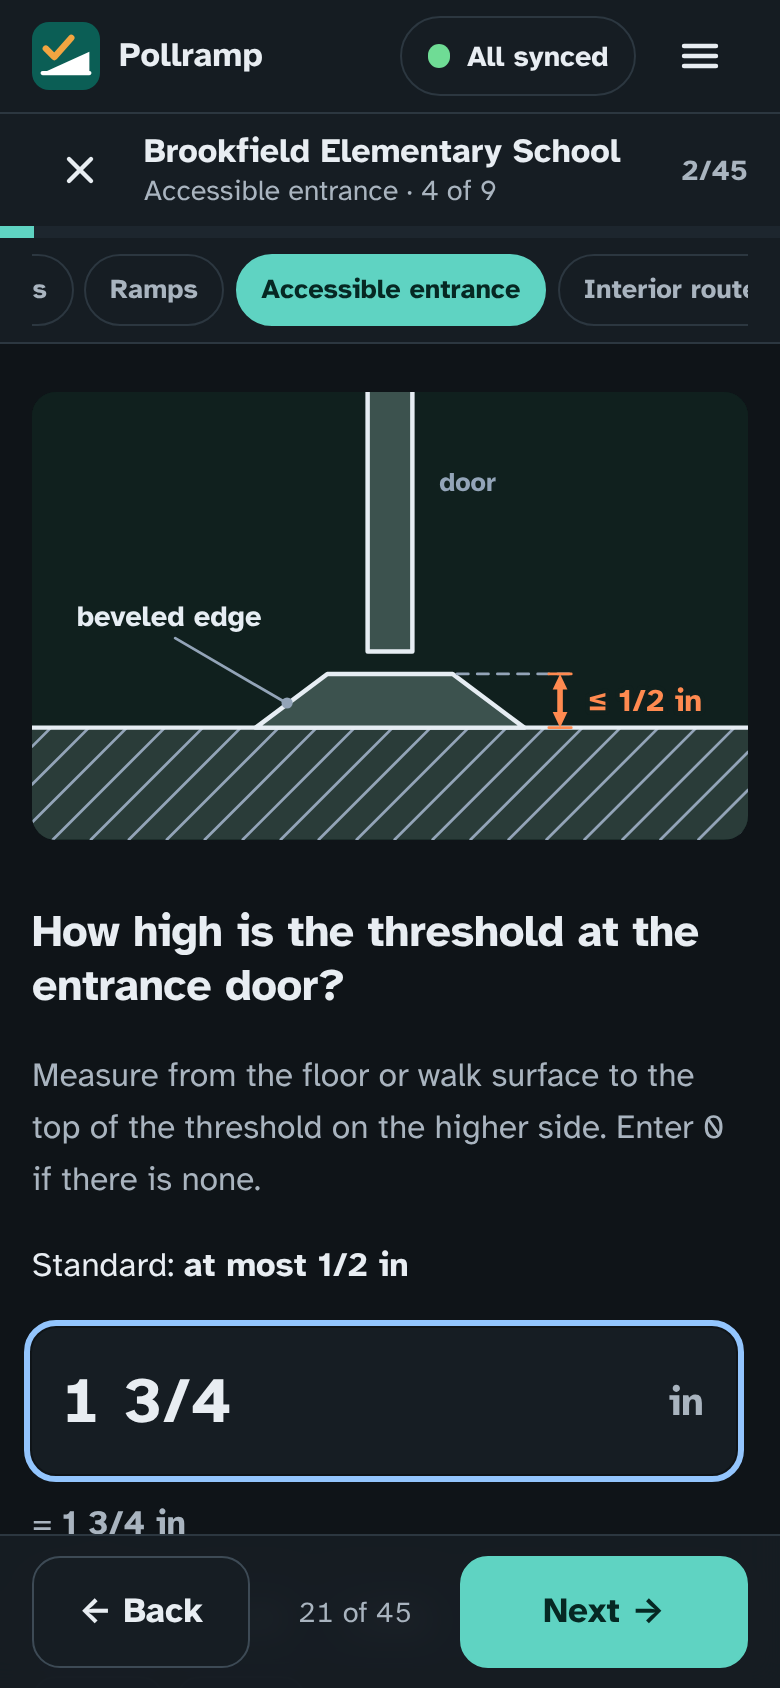 Pollramp
All synced
Brookfield Elementary School
Accessible entrance · 4 of 9
2/45
s
Ramps
Accessible entrance
Interior route
door
beveled edge
≤ 1/2 in
How high is the threshold at the
entrance door?
Measure from the floor or walk surface to the
top of the threshold on the higher side. Enter 0
if there is none.
Standard: at most 1/2 in
1 3/4
in
= 1 3/4 in
← Back
21 of 45
Next →